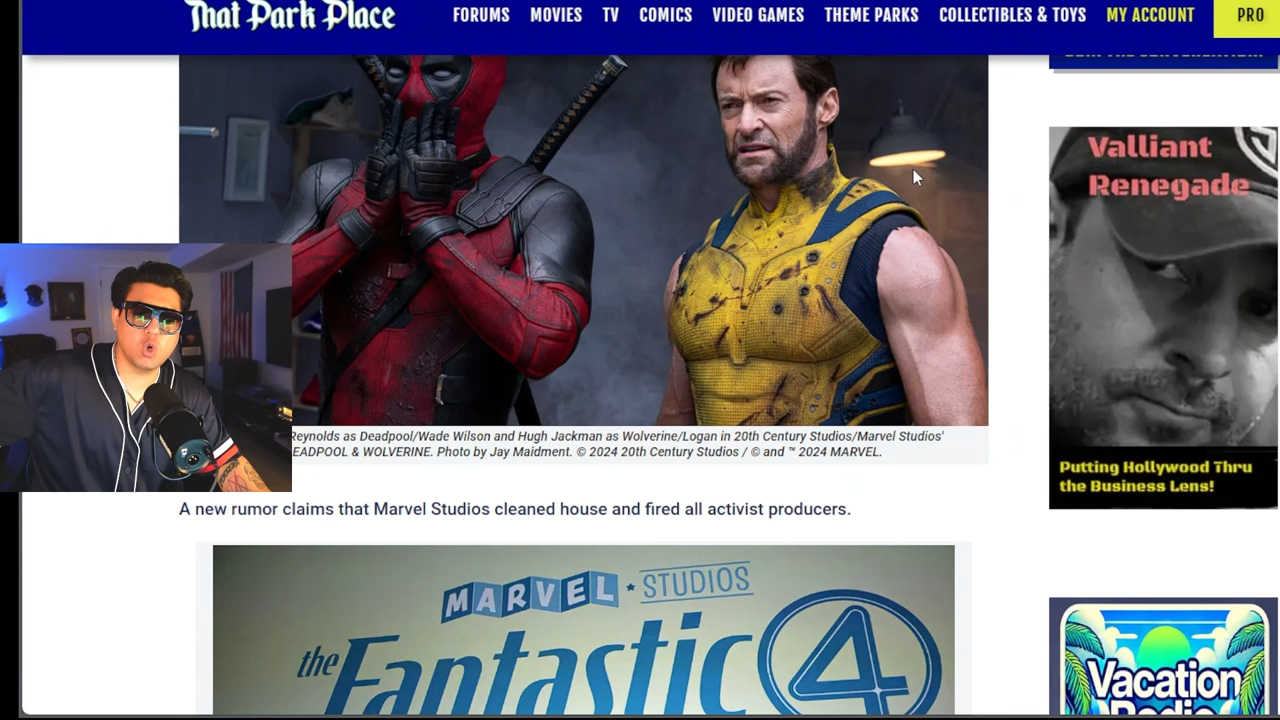 That Park Place
FORUMS MOVIES TV COMICS VIDEO GAMES THEME PARKS COLLECTIBLES & TOYS MY ACCOUNT PRO
Valliant
Renegade
Reynolds as Deadpool/Wade Wilson and Hugh Jackman as Wolverine/Logan in 20th Century Studios/Marvel Studios'
EADPOOL & WOLVERINE. Photo by Jay Maidment. © 2024 20th Century Studios / © and ™ 2024 MARVEL.
Putting Hollywood Thru
the Business Lens!
A new rumor claims that Marvel Studios cleaned house and fired all activist producers.
MARVEL STUDIOS
the Fantastic 4
Vacation